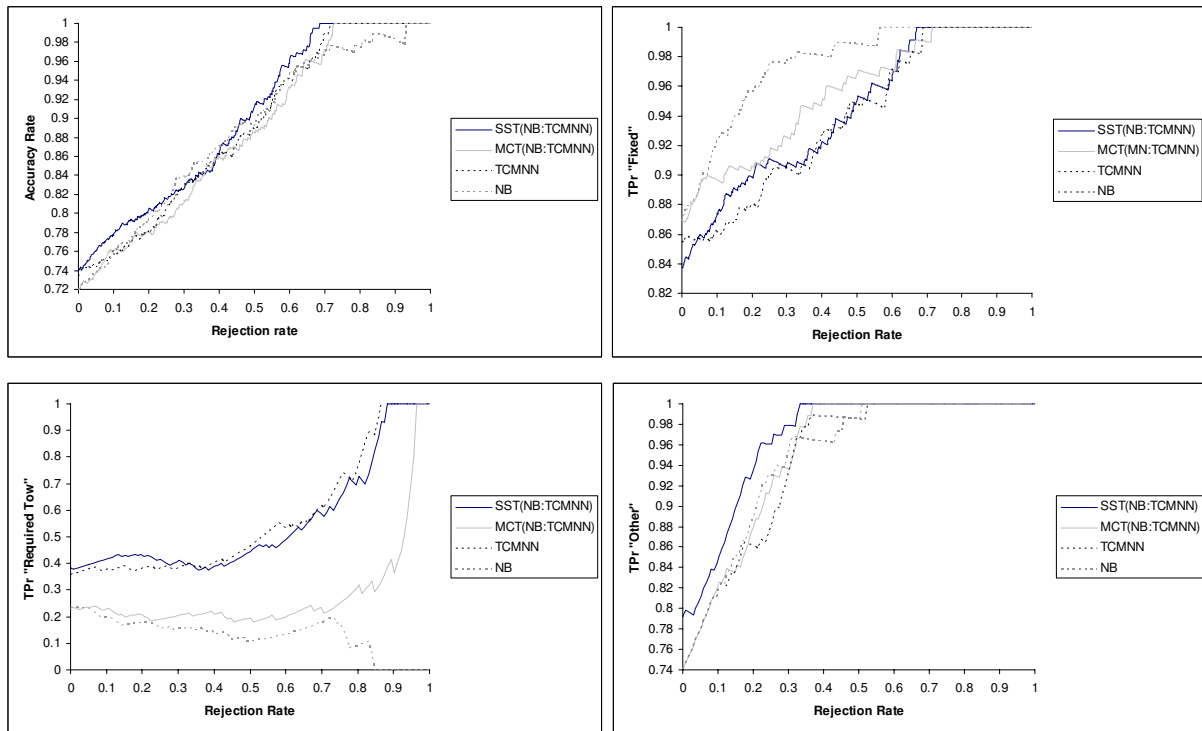 Accuracy Rate
1
0.98
0.96
0.94
0.92
0.9
0.88
0.86
0.84
0.82
0.8
0.78
0.76
0.74
0.72
0 0.1 0.2 0.3 0.4 0.5 0.6 0.7 0.8 0.9 1
Rejection rate
SST(NB:TCMNN)
MCT(NB:TCMNN)
TCMNN
NB
TPr "Fixed"
1
0.98
0.96
0.94
0.92
0.9
0.88
0.86
0.84
0.82
0 0.1 0.2 0.3 0.4 0.5 0.6 0.7 0.8 0.9 1
Rejection Rate
SST(NB:TCMNN)
MCT(MN:TCMNN)
TCMNN
NB
TPr "Required Tow"
1
0.9
0.8
0.7
0.6
0.5
0.4
0.3
0.2
0.1
0
0 0.1 0.2 0.3 0.4 0.5 0.6 0.7 0.8 0.9 1
Rejection Rate
SST(NB:TCMNN)
MCT(NB:TCMNN)
TCMNN
NB
TPr "Other"
1
0.98
0.96
0.94
0.92
0.9
0.88
0.86
0.84
0.82
0.8
0.78
0.76
0.74
0 0.1 0.2 0.3 0.4 0.5 0.6 0.7 0.8 0.9 1
Rejection Rate
SST(NB:TCMNN)
MCT(NB:TCMNN)
TCMNN
NB